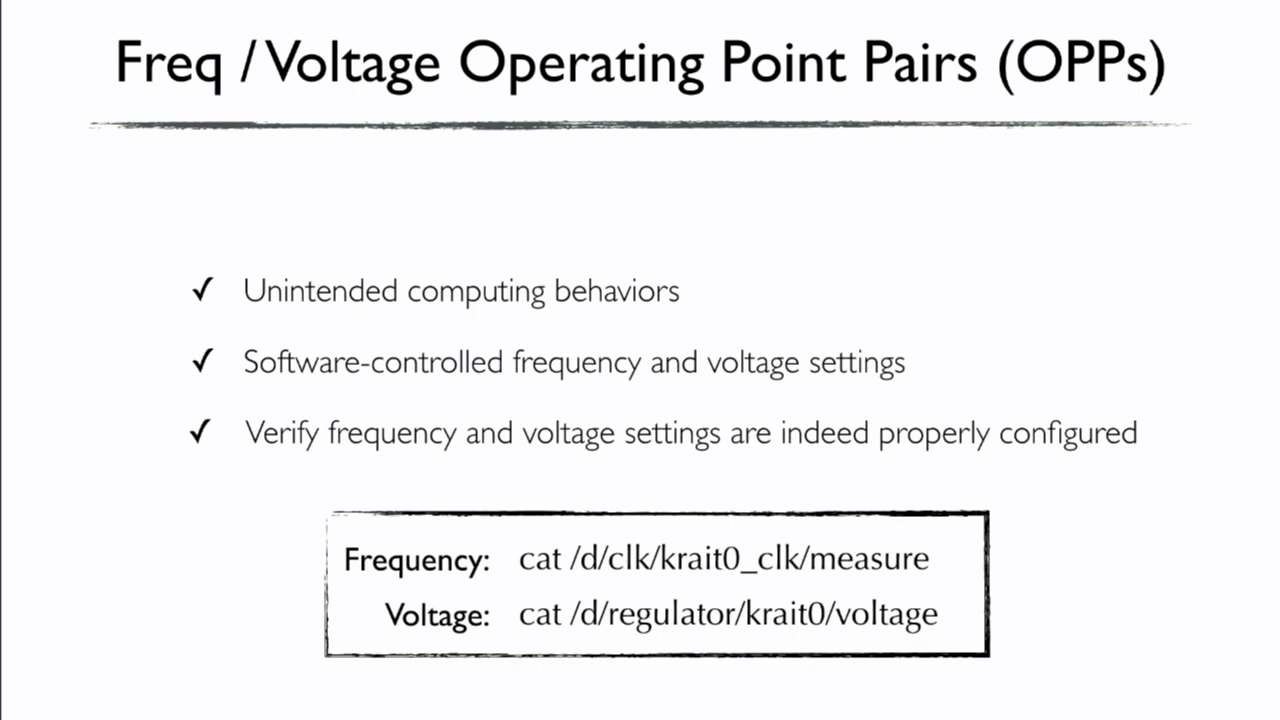 Freq / Voltage Operating Point Pairs (OPPs)
✓ Unintended computing behaviors
✓ Software-controlled frequency and voltage settings
✓ Verify frequency and voltage settings are indeed properly configured
Frequency: cat /d/clk/krait0_clk/measure
Voltage: cat /d/regulator/krait0/voltage